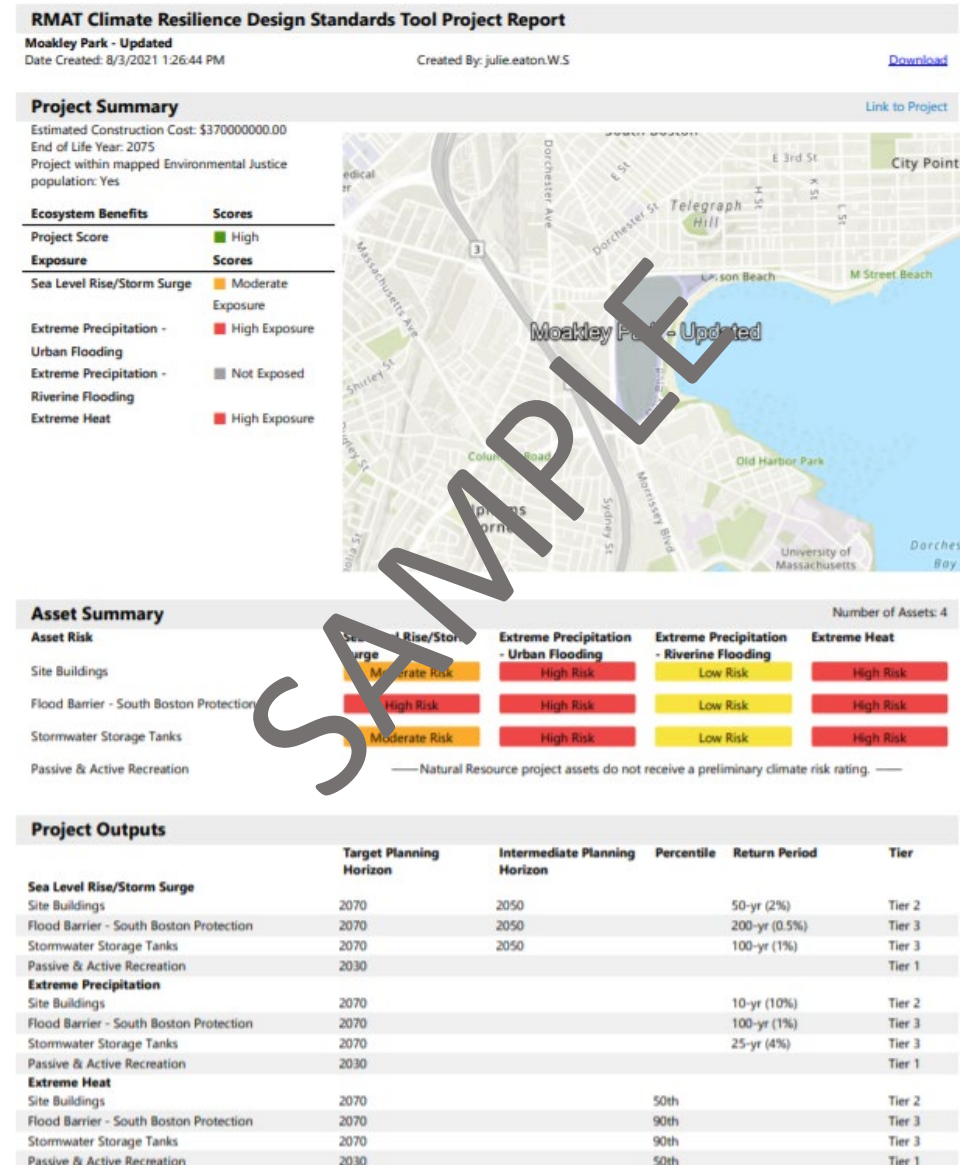 RMAT Climate Resilience Design Standards Tool Project Report
Moakley Park - Updated
Date Created: 8/3/2021 1:26:44 PM Created By: julie.eaton.W.S Download
Project Summary Link to Project
Estimated Construction Cost: $370000000.00
End of Life Year: 2075
Project within mapped Environmental Justice
population: Yes
Ecosystem Benefits Scores
Project Score High
Exposure Scores
Sea Level Rise/Storm Surge Moderate
Exposure
Extreme Precipitation - High Exposure
Urban Flooding
Extreme Precipitation - Not Exposed
Riverine Flooding
Extreme Heat High Exposure
South Boston
Dorchester Ave
E St
E 3rd St
City Point
H St
K St
L St
Telegraph
Hill
Dorchester St
3
Massachusetts Ave
son Beach
M Street Beach
Moakley P - Updated
Shirley St
Old Harbor Park
Road
Sydney St
Morrissey Blvd
University of
Massachusetts
Dorches
Bay
SAMPLE
Asset Summary Number of Assets: 4
Asset Risk Rise/Stor Extreme Precipitation Extreme Precipitation Extreme Heat
urge - Urban Flooding - Riverine Flooding
Site Buildings Moderate Risk High Risk Low Risk High Risk
Flood Barrier - South Boston Protection High Risk High Risk Low Risk High Risk
Stormwater Storage Tanks Moderate Risk High Risk Low Risk High Risk
Passive & Active Recreation ——Natural Resource project assets do not receive a preliminary climate risk rating. ——
Project Outputs
Target Planning Intermediate Planning Percentile Return Period Tier
Horizon Horizon
Sea Level Rise/Storm Surge
Site Buildings 2070 2050 50-yr (2%) Tier 2
Flood Barrier - South Boston Protection 2070 2050 200-yr (0.5%) Tier 3
Stormwater Storage Tanks 2070 2050 100-yr (1%) Tier 3
Passive & Active Recreation 2030 Tier 1
Extreme Precipitation
Site Buildings 2070 10-yr (10%) Tier 2
Flood Barrier - South Boston Protection 2070 100-yr (1%) Tier 3
Stormwater Storage Tanks 2070 25-yr (4%) Tier 3
Passive & Active Recreation 2030 Tier 1
Extreme Heat
Site Buildings 2070 50th Tier 2
Flood Barrier - South Boston Protection 2070 90th Tier 3
Stormwater Storage Tanks 2070 90th Tier 3
Passive & Active Recreation 2030 50th Tier 1